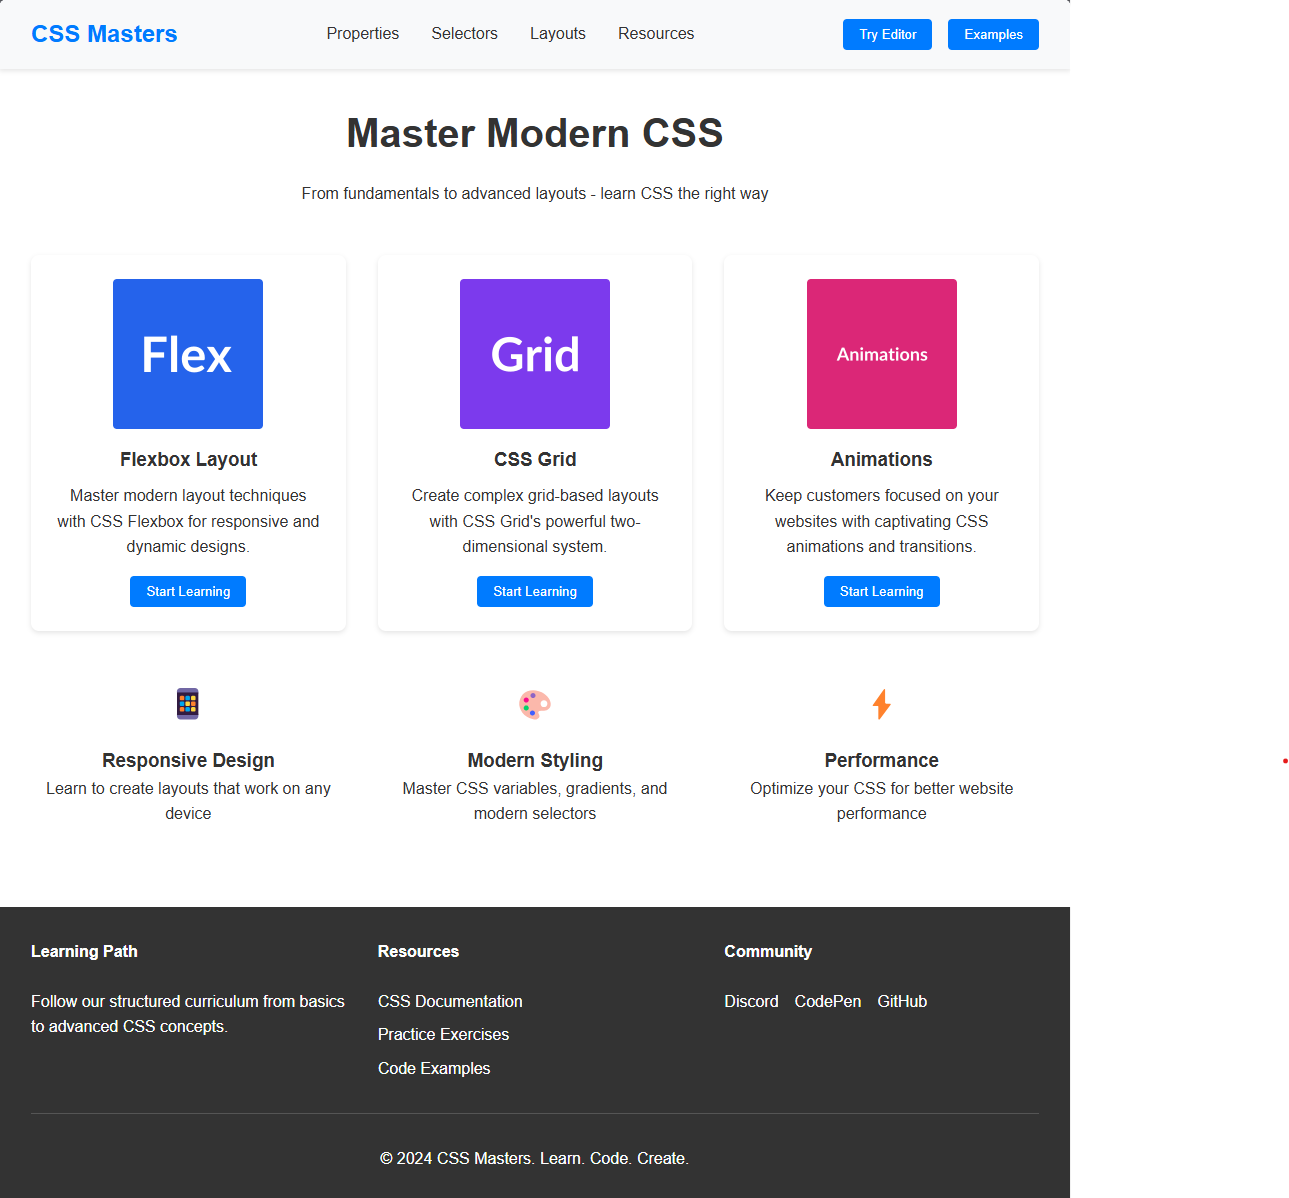 CSS Masters
Properties Selectors Layouts Resources
Try Editor Examples
Master Modern CSS
From fundamentals to advanced layouts - learn CSS the right way
Flex
Flexbox Layout
Master modern layout techniques
with CSS Flexbox for responsive and
dynamic designs.
Start Learning
Grid
CSS Grid
Create complex grid-based layouts
with CSS Grid's powerful two-
dimensional system.
Start Learning
Animations
Animations
Keep customers focused on your
websites with captivating CSS
animations and transitions.
Start Learning
Responsive Design
Learn to create layouts that work on any
device
Modern Styling
Master CSS variables, gradients, and
modern selectors
Performance
Optimize your CSS for better website
performance
Learning Path
Follow our structured curriculum from basics
to advanced CSS concepts.
Resources
CSS Documentation
Practice Exercises
Code Examples
Community
Discord CodePen GitHub
© 2024 CSS Masters. Learn. Code. Create.